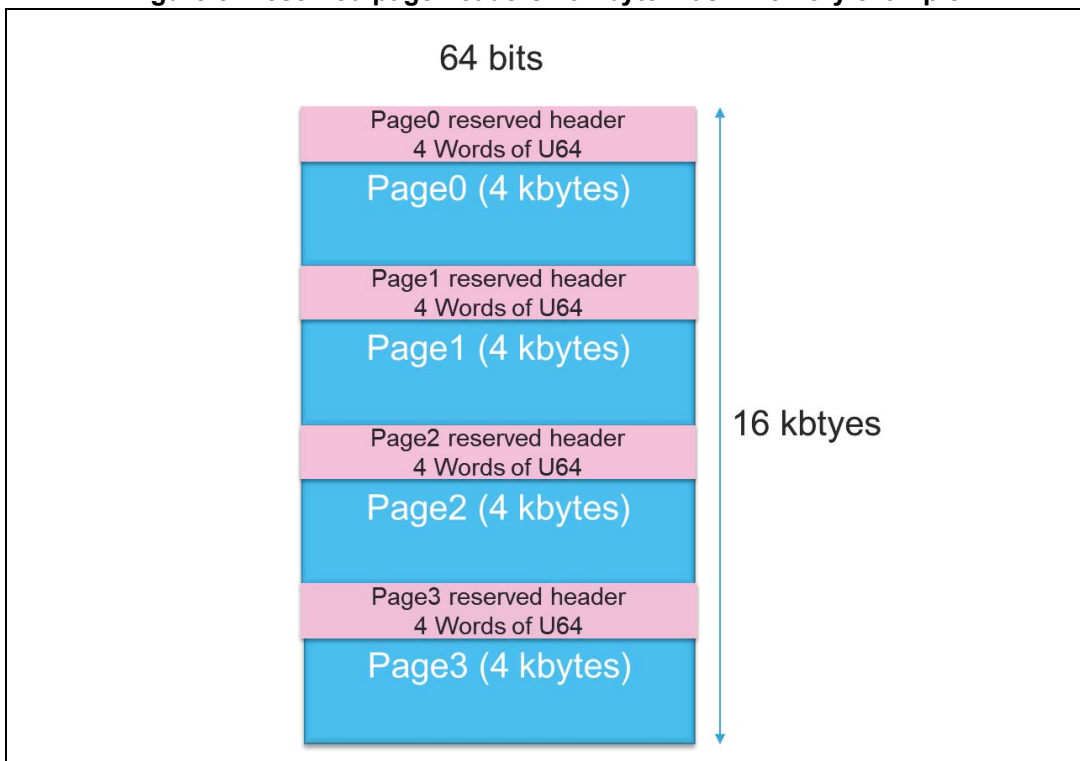 64 bits
Page0 reserved header
4 Words of U64
Page0 (4 kbytes)
Page1 reserved header
4 Words of U64
Page1 (4 kbytes)
16 kbtyes
Page2 reserved header
4 Words of U64
Page2 (4 kbytes)
Page3 reserved header
4 Words of U64
Page3 (4 kbytes)